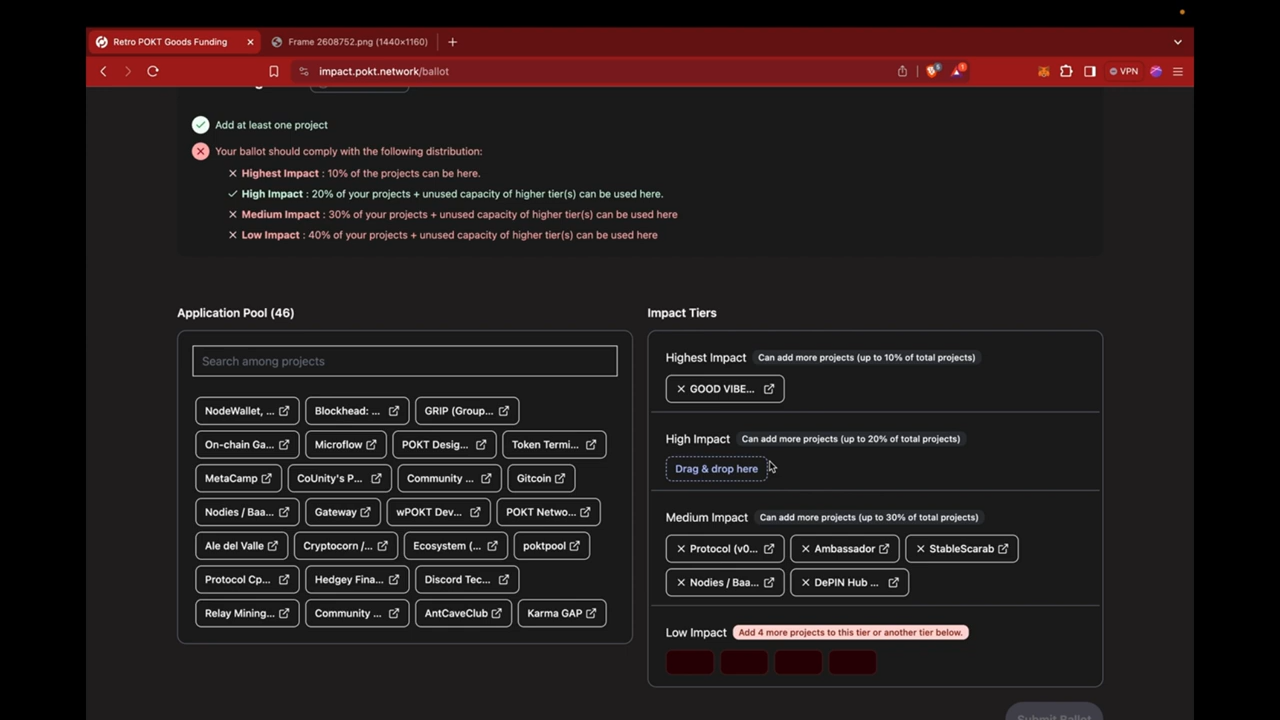 Retro POKT Goods Funding
Frame 2608752.png (1440×1160)
impact.pokt.network/ballot
VPN
Add at least one project
Your ballot should comply with the following distribution:
Highest Impact : 10% of the projects can be here.
High Impact : 20% of your projects + unused capacity of higher tier(s) can be used here.
Medium Impact : 30% of your projects + unused capacity of higher tier(s) can be used here
Low Impact : 40% of your projects + unused capacity of higher tier(s) can be used here
Application Pool (46)
Search among projects
NodeWallet, ... Blockhead: ... GRIP (Group...
On-chain Ga... Microflow POKT Desig... Token Termi...
MetaCamp CoUnity's P... Community ... Gitcoin
Nodies / Baa... Gateway wPOKT Dev... POKT Netwo...
Ale del Valle Cryptocorn /... Ecosystem (... poktpool
Protocol Cp... Hedgey Fina... Discord Tec...
Relay Mining... Community ... AntCaveClub Karma GAP
Impact Tiers
Highest Impact Can add more projects (up to 10% of total projects)
GOOD VIBE...
High Impact Can add more projects (up to 20% of total projects)
Drag & drop here
Medium Impact Can add more projects (up to 30% of total projects)
Protocol (v0... Ambassador StableScarab
Nodies / Baa... DePIN Hub ...
Low Impact Add 4 more projects to this tier or another tier below.
Submit Ballot